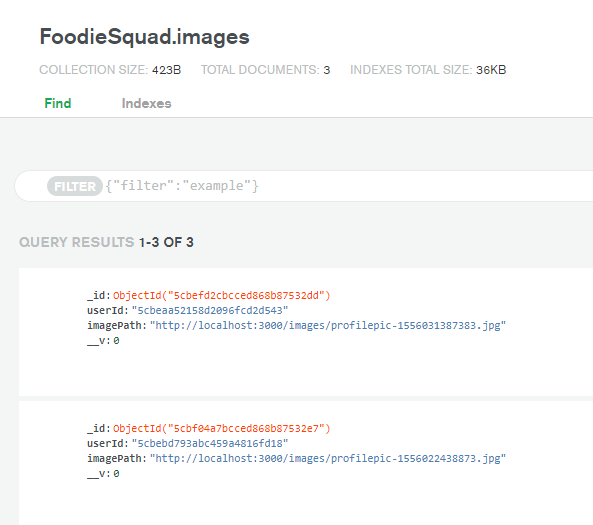 FoodieSquad.images
COLLECTION SIZE: 423B TOTAL DOCUMENTS: 3 INDEXES TOTAL SIZE: 36KB
Find Indexes
FILTER {"filter":"example"}
QUERY RESULTS 1-3 OF 3
_id: ObjectId("5cbefd2cbcced868b87532dd")
userId: "5cbeaa52158d2096fcd2d543"
imagePath: "http://localhost:3000/images/profilepic-1556031387383.jpg"
__v: 0
_id: ObjectId("5cbf04a7bcced868b87532e7")
userId: "5cbebd793abc459a4816fd18"
imagePath: "http://localhost:3000/images/profilepic-1556022438873.jpg"
__v: 0